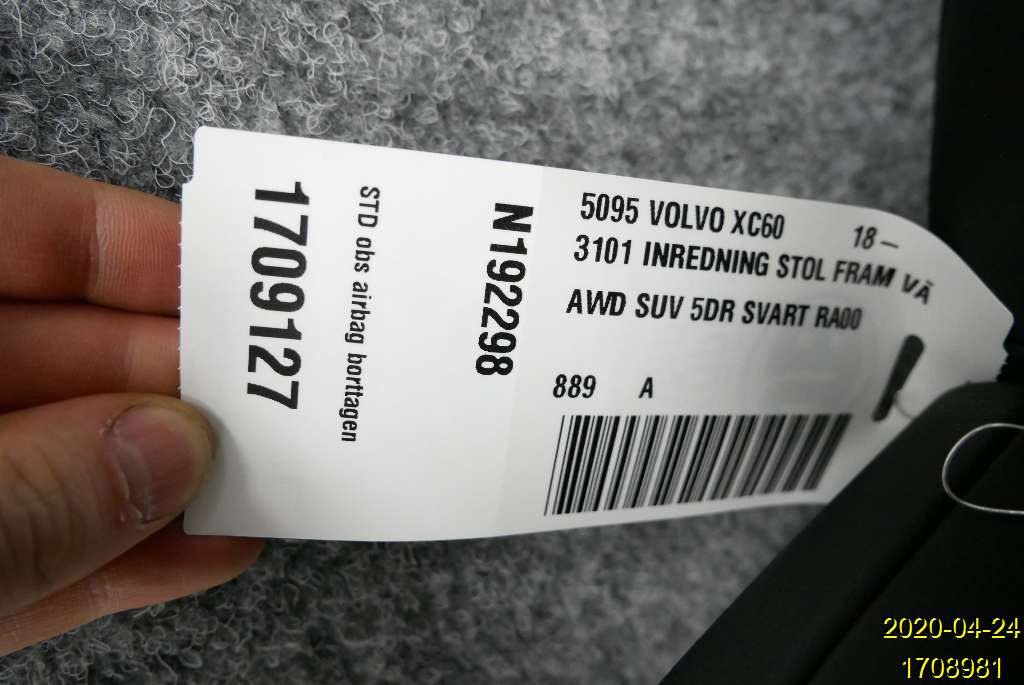 1709127
STD obs airbag borttagen
N192298
5095 VOLVO XC60 18–
3101 INREDNING STOL FRAM VÄ
AWD SUV 5DR SVART RA00
889 A
2020-04-24
1708981